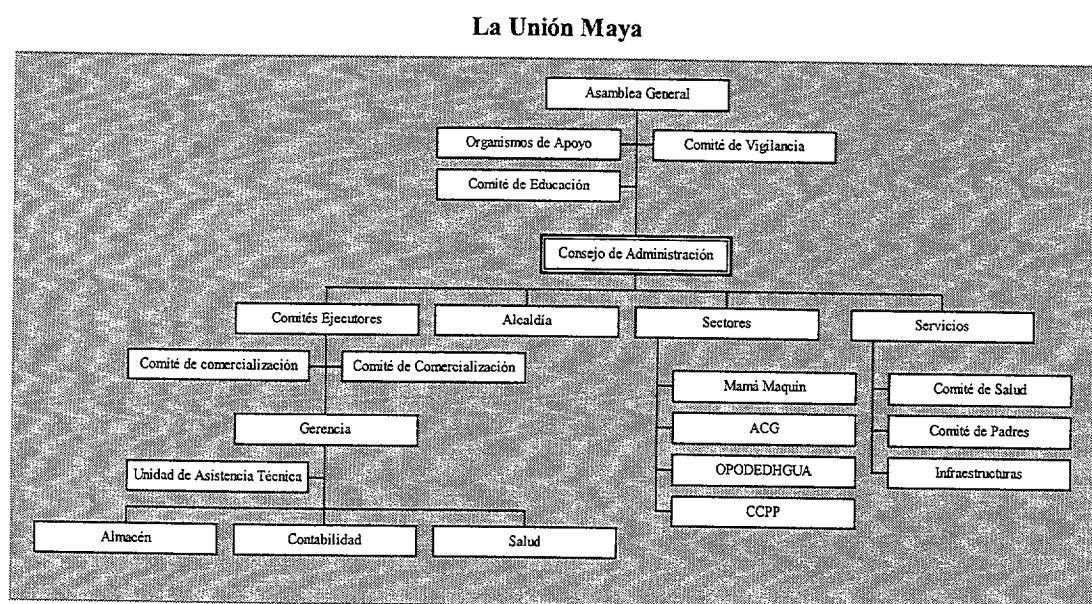 La Unión Maya
Asamblea General
Organismos de Apoyo
Comité de Vigilancia
Comité de Educación
Consejo de Administración
Comités Ejecutores
Alcaldía
Sectores
Servicios
Comité de comercialización
Comité de Comercialización
Mamá Maquin
Comité de Salud
Gerencia
ACG
Comité de Padres
Unidad de Asistencia Técnica
OPODEDHGUA
Infraestructuras
CCPP
Almacén
Contabilidad
Salud